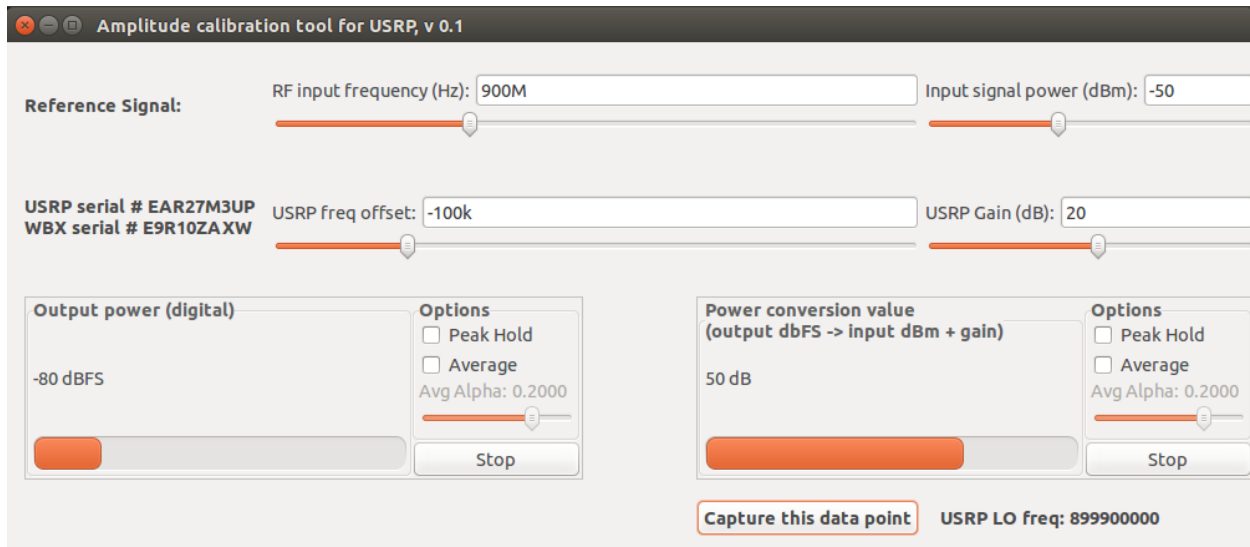 Amplitude calibration tool for USRP, v 0.1
RF input frequency (Hz): 900M
Input signal power (dBm): -50
Reference Signal:
USRP serial # EAR27M3UP
WBX serial # E9R10ZAXW
USRP freq offset: -100k
USRP Gain (dB): 20
Output power (digital)
-80 dBFS
Options
Peak Hold
Average
Avg Alpha: 0.2000
Stop
Power conversion value
(output dbFS -> input dBm + gain)
50 dB
Options
Peak Hold
Average
Avg Alpha: 0.2000
Stop
Capture this data point
USRP LO freq: 899900000